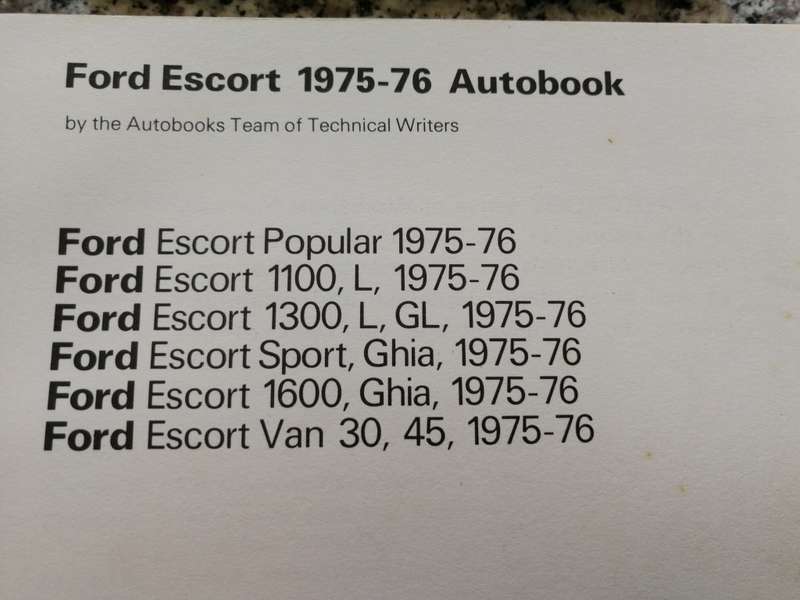 Ford Escort 1975-76 Autobook
by the Autobooks Team of Technical Writers
Ford Escort Popular 1975-76
Ford Escort 1100, L, 1975-76
Ford Escort 1300, L, GL, 1975-76
Ford Escort Sport, Ghia, 1975-76
Ford Escort 1600, Ghia, 1975-76
Ford Escort Van 30, 45, 1975-76